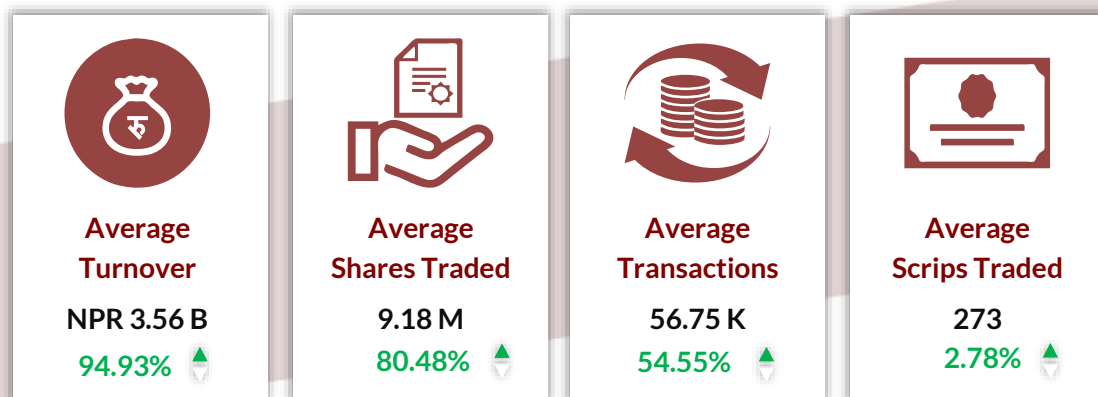 रु
Average
Turnover
NPR 3.56 B
94.93%
Average
Shares Traded
9.18 M
80.48%
Average
Transactions
56.75 K
54.55%
Average
Scrips Traded
273
2.78%